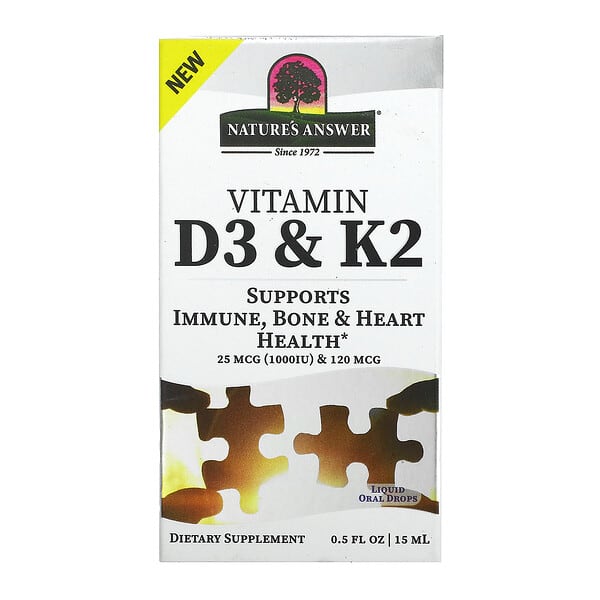 NEW
NATURE'S ANSWER®
Since 1972
VITAMIN
D3 & K2
SUPPORTS
IMMUNE, BONE & HEART
HEALTH*
25 MCG (1000IU) & 120 MCG
LIQUID
ORAL DROPS
DIETARY SUPPLEMENT 0.5 FL OZ | 15 ML